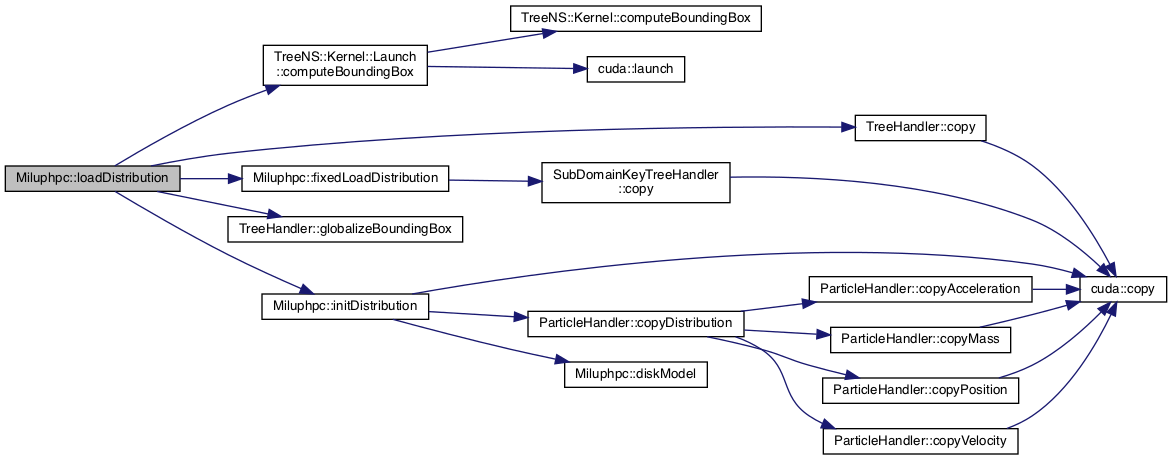 TreeNS::Kernel::computeBoundingBox
TreeNS::Kernel::Launch
::computeBoundingBox
cuda::launch
TreeHandler::copy
Miluphpc::loadDistribution
Miluphpc::fixedLoadDistribution
SubDomainKeyTreeHandler
::copy
TreeHandler::globalizeBoundingBox
Miluphpc::initDistribution
ParticleHandler::copyAcceleration
cuda::copy
ParticleHandler::copyDistribution
ParticleHandler::copyMass
Miluphpc::diskModel
ParticleHandler::copyPosition
ParticleHandler::copyVelocity